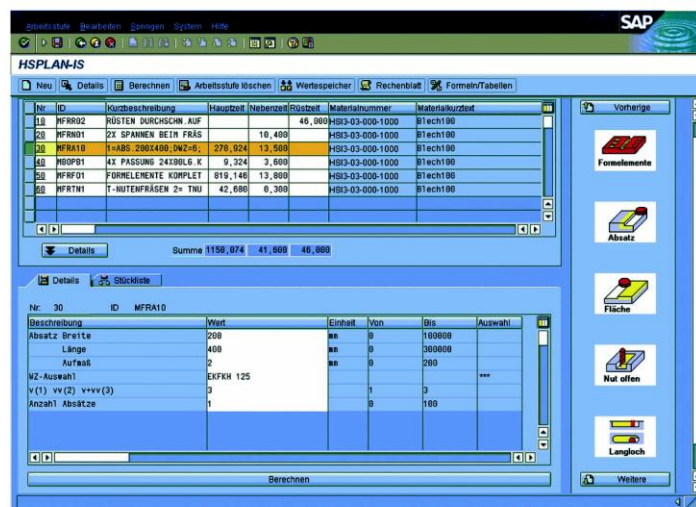 Arbeitsstufe Bearbeiten Springen System Hilfe
SAP
HSPLAN-IS
Neu Details Berechnen Arbeitsstufe löschen Wertespeicher Rechenblatt Formeln/Tabellen
Nr ID Kurzbeschreibung Hauptzeit Nebenzeit Rüstzeit Materialnummer Materialkurztext
10 MFRR02 RÜSTEN DURCHSCHN.AUF 46,000 HSI3-03-000-1000 Blech100
20 MFRN01 2X SPANNEN BEIM FRÄS 10,400 HSI3-03-000-1000 Blech100
30 MFRA10 1=ABS.200X400;DWZ=6; 270,924 13,500 HSI3-03-000-1000 Blech100
40 MBOPB1 4X PASSUNG 24X80LG.K 9,324 3,600 HSI3-03-000-1000 Blech100
50 MFRF01 FORMELEMENTE KOMPLET 819,146 13,800 HSI3-03-000-1000 Blech100
60 MFRTN1 T-NUTENFRÄSEN 2= TNU 42,680 0,300 HSI3-03-000-1000 Blech100
Details Summe 1150,074 41,600 46,000
Details Stückliste
Nr. 30 ID MFRA10
Beschreibung Wert Einheit Von Bis Auswahl
Absatz Breite 200 mm 0 100000
Länge 400 mm 0 300000
Aufmaß 2 mm 0 200
WZ-Auswahl EKFKH 125 ***
v(1) vv(2) v+vv(3) 3 1 3
Anzahl Absätze 1 0 100
Berechnen
Vorherige
Formelemente
Absatz
Fläche
Nut offen
Langloch
Weitere